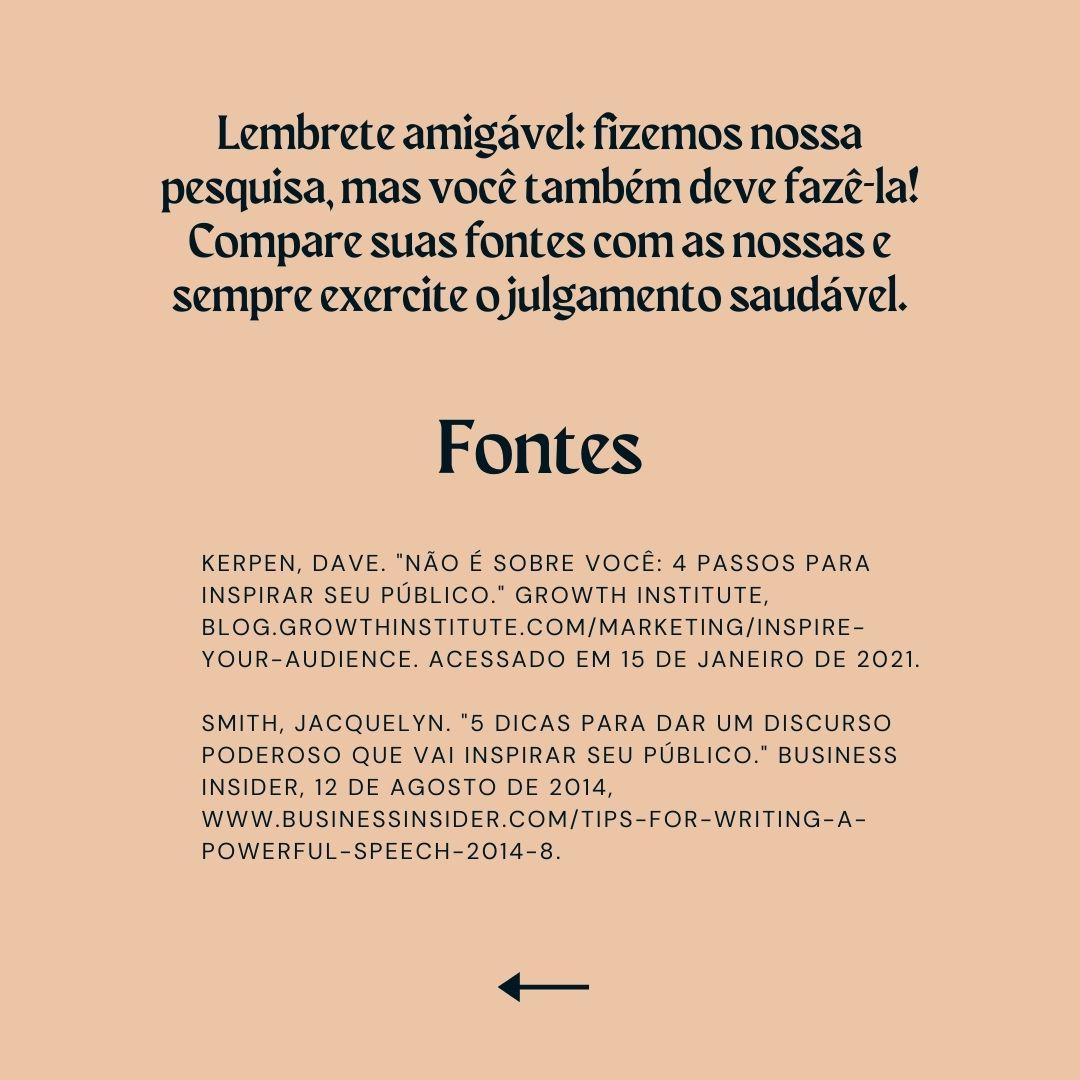 Lembrete amigável: fizemos nossa
pesquisa, mas você também deve fazê-la!
Compare suas fontes com as nossas e
sempre exercite o julgamento saudável.
Fontes
KERPEN, DAVE. "NÃO É SOBRE VOCÊ: 4 PASSOS PARA
INSPIRAR SEU PÚBLICO." GROWTH INSTITUTE,
BLOG.GROWTHINSTITUTE.COM/MARKETING/INSPIRE-
YOUR-AUDIENCE. ACESSADO EM 15 DE JANEIRO DE 2021.
SMITH, JACQUELYN. "5 DICAS PARA DAR UM DISCURSO
PODEROSO QUE VAI INSPIRAR SEU PÚBLICO." BUSINESS
INSIDER, 12 DE AGOSTO DE 2014,
WWW.BUSINESSINSIDER.COM/TIPS-FOR-WRITING-A-
POWERFUL-SPEECH-2014-8.